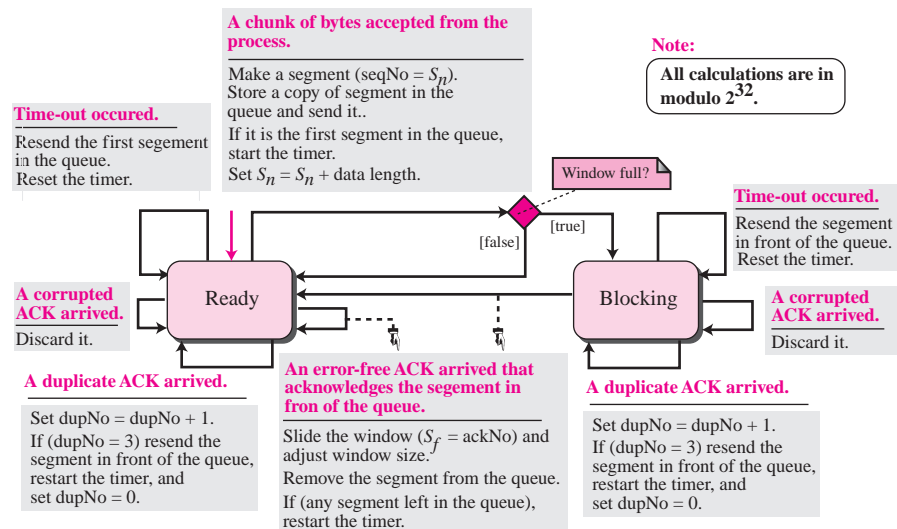 A chunk of bytes accepted from the
process.
Make a segment (seqNo = Sn).
Store a copy of segment in the
queue and send it..
If it is the first segment in the queue,
start the timer.
Set Sn = Sn + data length.
Note:
All calculations are in
modulo 2^32.
Time-out occured.
Resend the first segement
in the queue.
Reset the timer.
Window full?
[false]
[true]
Time-out occured.
Resend the segement
in front of the queue.
Reset the timer.
Ready
Blocking
A corrupted
ACK arrived.
Discard it.
A corrupted
ACK arrived.
Discard it.
A duplicate ACK arrived.
Set dupNo = dupNo + 1.
If (dupNo = 3) resend the
segment in front of the queue,
restart the timer, and
set dupNo = 0.
An error-free ACK arrived that
acknowledges the segement in
fron of the queue.
Slide the window (Sf = ackNo) and
adjust window size.
Remove the segment from the queue.
If (any segment left in the queue),
restart the timer.
A duplicate ACK arrived.
Set dupNo = dupNo + 1.
If (dupNo = 3) resend the
segment in front of the queue,
restart the timer, and
set dupNo = 0.